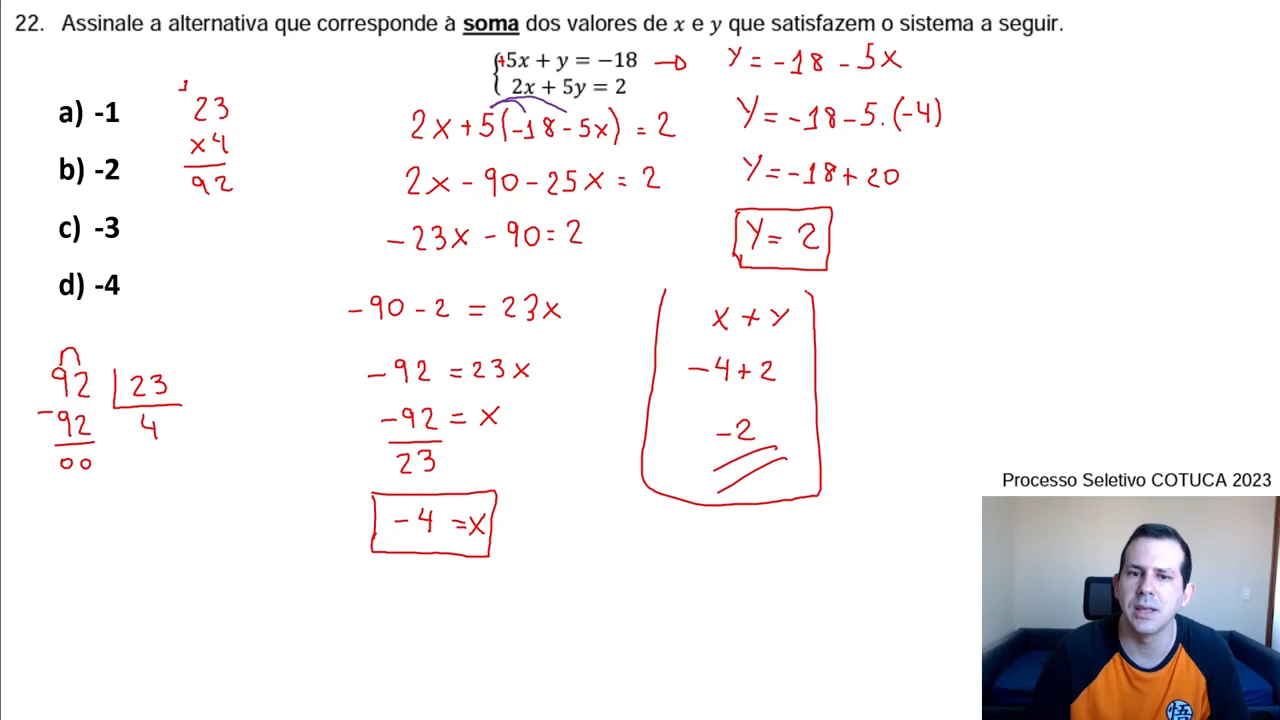 22. Assinale a alternativa que corresponde à soma dos valores de x e y que satisfazem o sistema a seguir.
+5x + y = −18 → y = -18 - 5x
2x + 5y = 2
a) -1
b) -2
c) -3
d) -4
1
23
x4
92
92 | 23
-92 4
00
2x + 5(-18 - 5x) = 2
2x - 90 - 25x = 2
-23x - 90 = 2
-90 - 2 = 23x
-92 = 23x
-92 = x
23
-4 = x
y = -18 - 5.(-4)
y = -18 + 20
y = 2
x + y
-4 + 2
-2
Processo Seletivo COTUCA 2023
悟